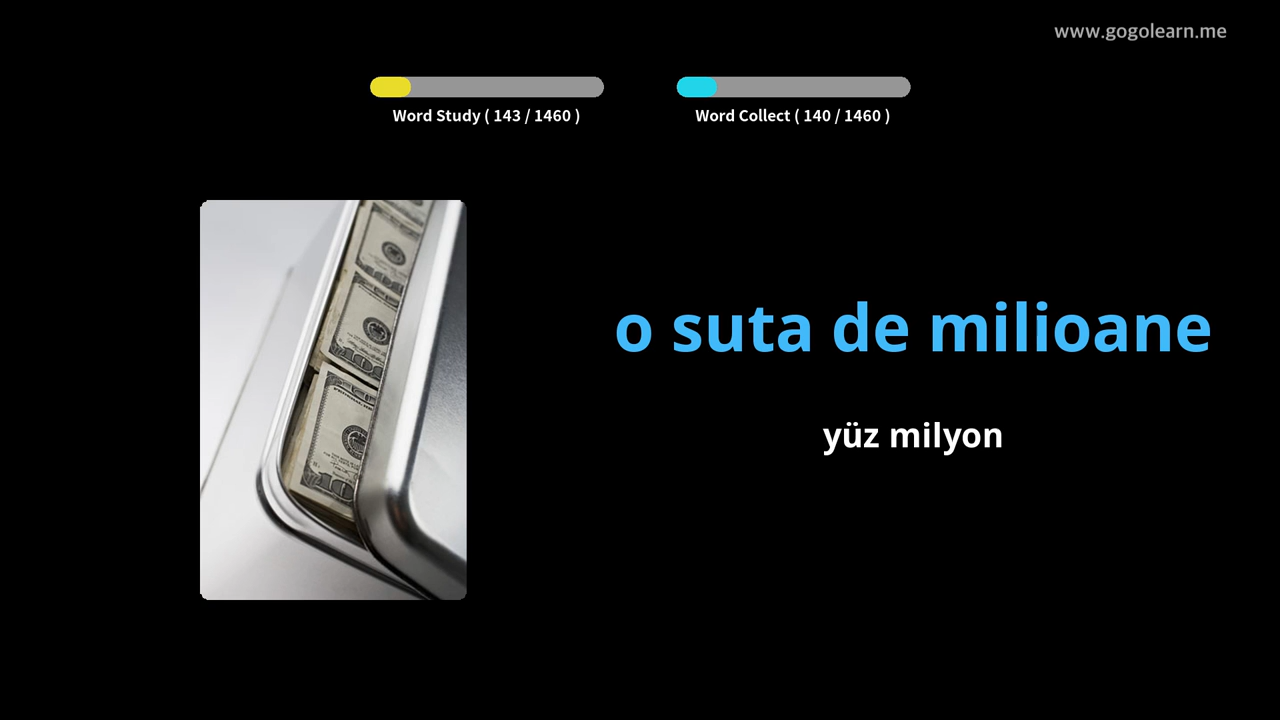 www.gogolearn.me
Word Study ( 143 / 1460 )
Word Collect ( 140 / 1460 )
o suta de milioane
yüz milyon